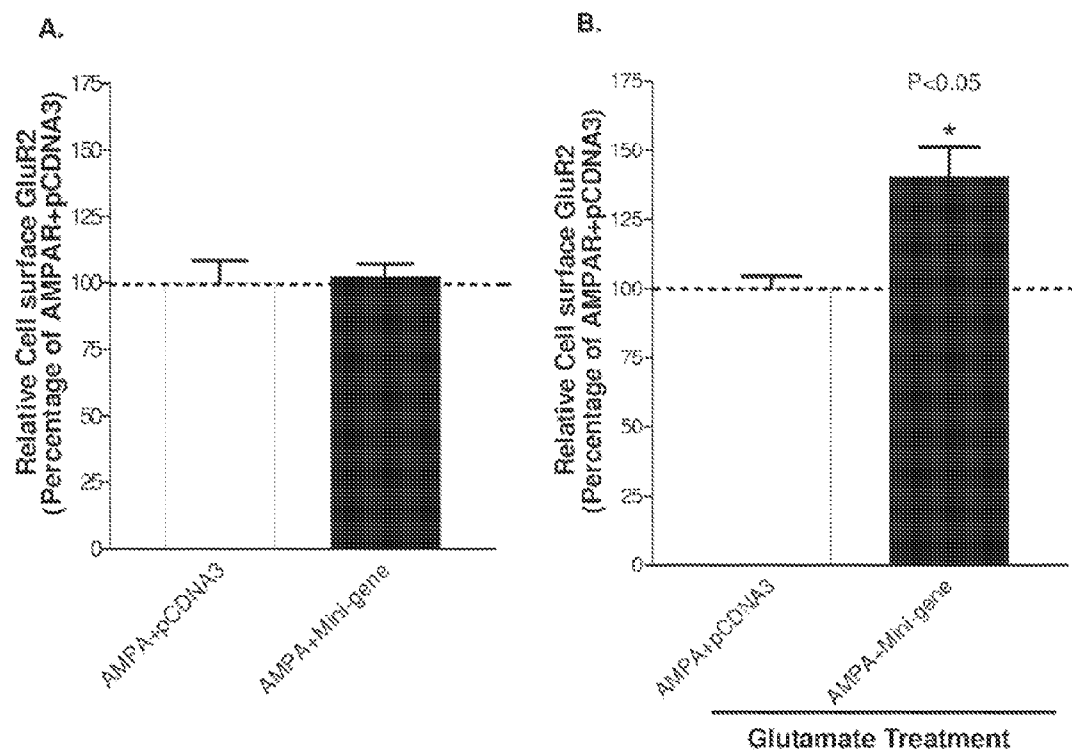 A.
Relative Cell surface GluR2
(Percentage of AMPAR+pCDNA3)
175
150
125
100
75
50
25
0
AMPA+pCDNA3
AMPA+Mini-gene
B.
Relative Cell surface GluR2
(Percentage of AMPAR+pCDNA3)
175
150
125
100
75
50
25
0
P<0.05
*
AMPA+pCDNA3
AMPA+Mini-gene
Glutamate Treatment